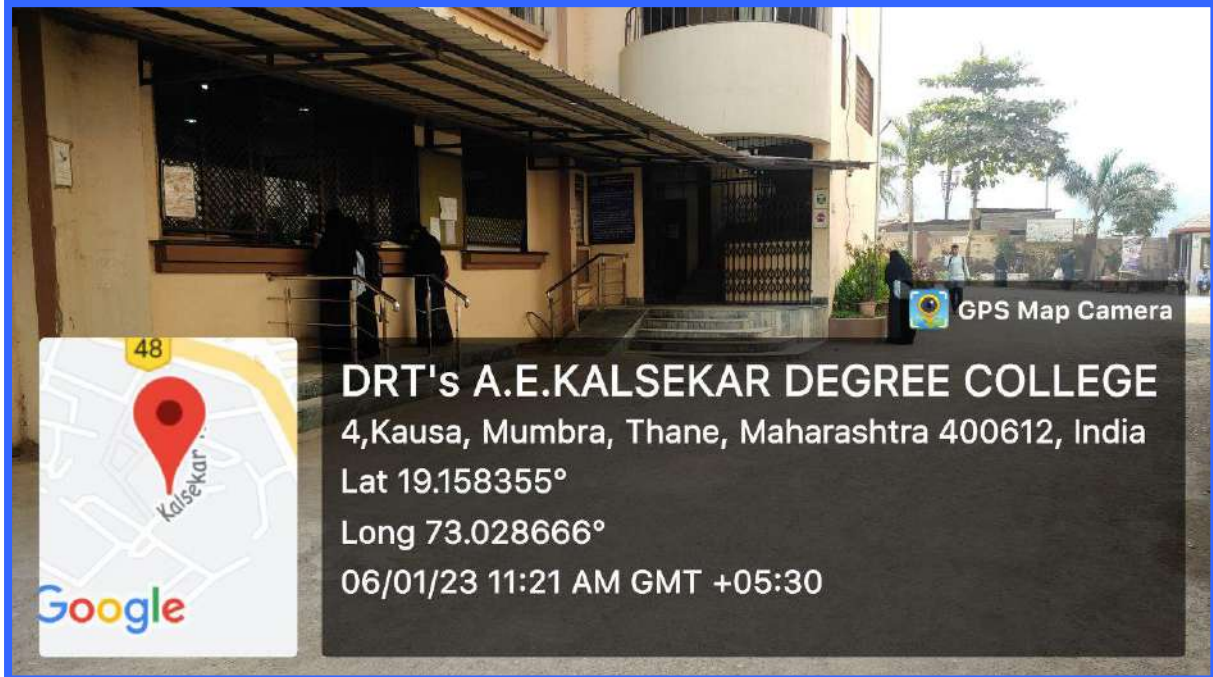 GPS Map Camera
48
Kalsekar
Google
DRT's A.E.KALSEKAR DEGREE COLLEGE
4,Kausa, Mumbra, Thane, Maharashtra 400612, India
Lat 19.158355°
Long 73.028666°
06/01/23 11:21 AM GMT +05:30